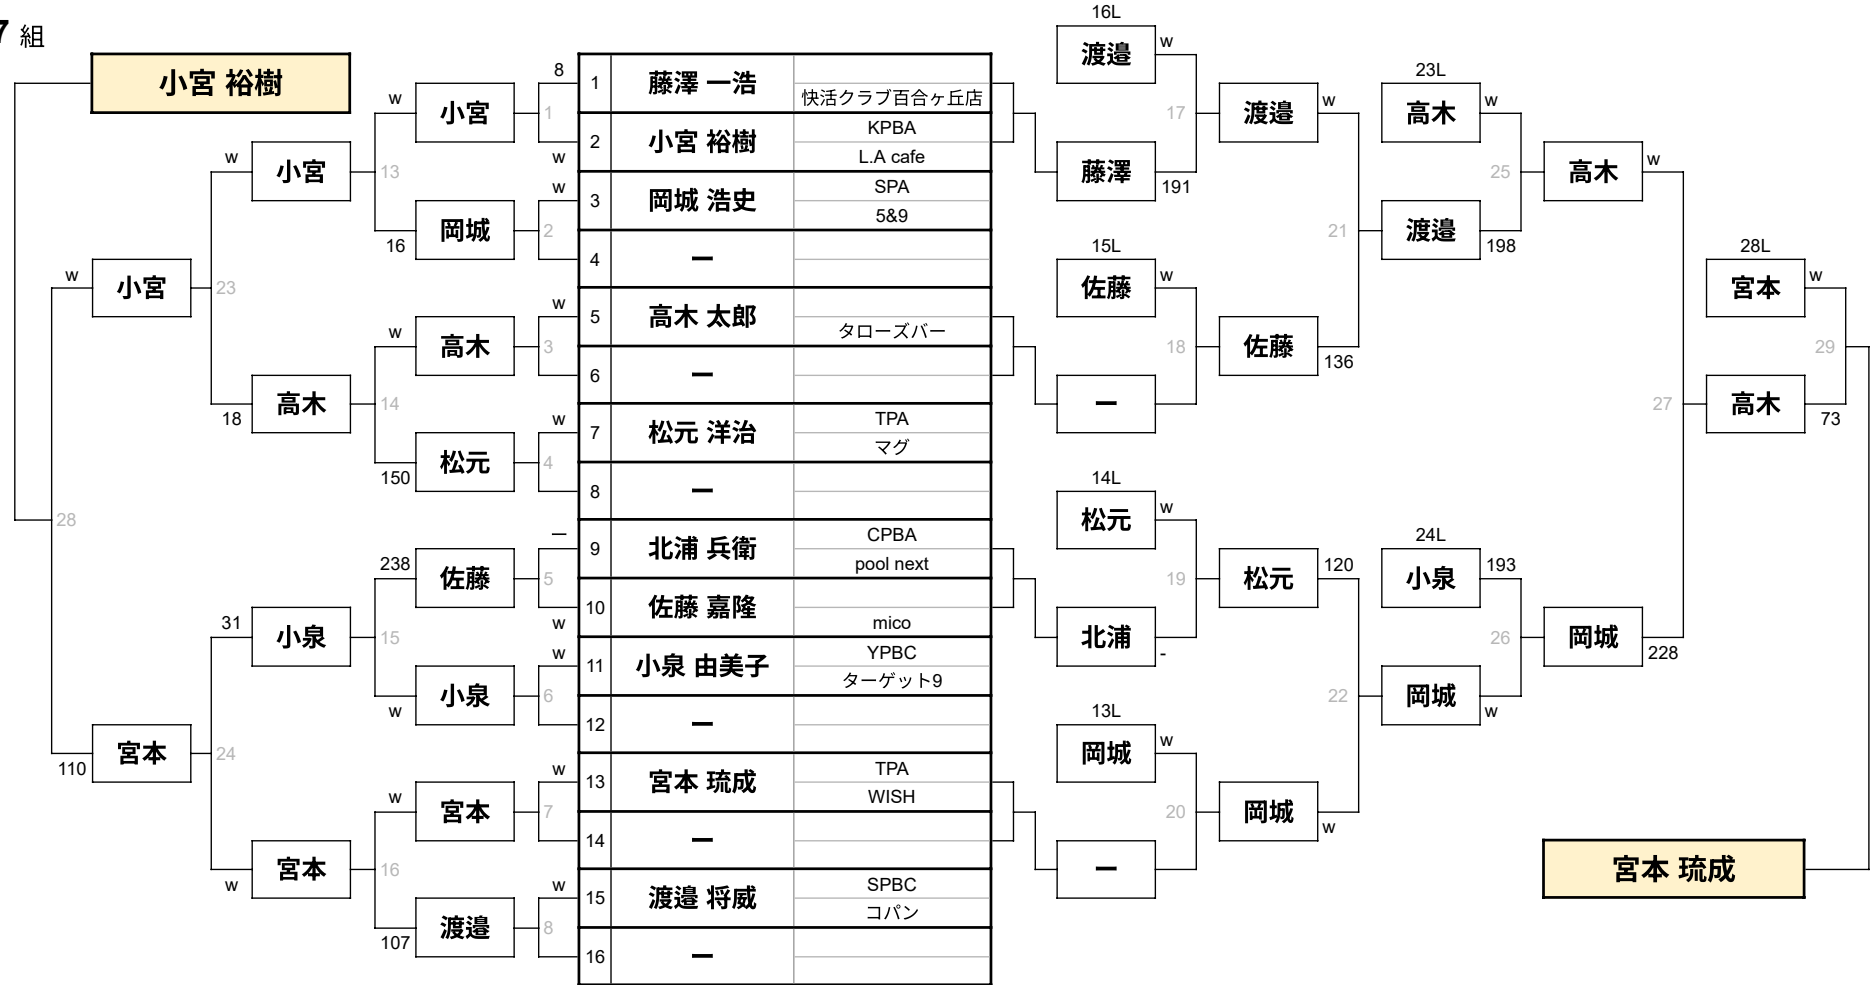 7 組
小宮 裕樹
w
小宮
110
宮本
28
w
小宮
18
高木
23
31
小泉
w
宮本
24
w
小宮
16
岡城
13
w
高木
150
松元
14
238
佐藤
w
小泉
15
w
宮本
107
渡邉
16
8
1
w
w
2
w
3
w
4
—
5
w
w
6
w
7
w
8
1 藤澤 一浩 快活クラブ百合ヶ丘店
2 小宮 裕樹 KPBA
L.A cafe
3 岡城 浩史 SPA
5&9
4 ー
5 高木 太郎 タローズバー
6 ー
7 松元 洋治 TPA
マグ
8 ー
9 北浦 兵衛 CPBA
pool next
10 佐藤 嘉隆 mico
11 小泉 由美子 YPBC
ターゲット9
12 ー
13 宮本 琉成 TPA
WISH
14 ー
15 渡邉 将威 SPBC
コパン
16 ー
16L
渡邉 w
17
藤澤 191
15L
佐藤 w
18
ー
14L
松元 w
19
北浦 -
13L
岡城 w
20
ー
渡邉 w
21
佐藤 136
松元 120
22
岡城 w
23L
高木 w
25
渡邉 198
24L
小泉 193
26
岡城 w
高木 w
27
岡城 228
28L
宮本 w
29
高木 73
宮本 琉成